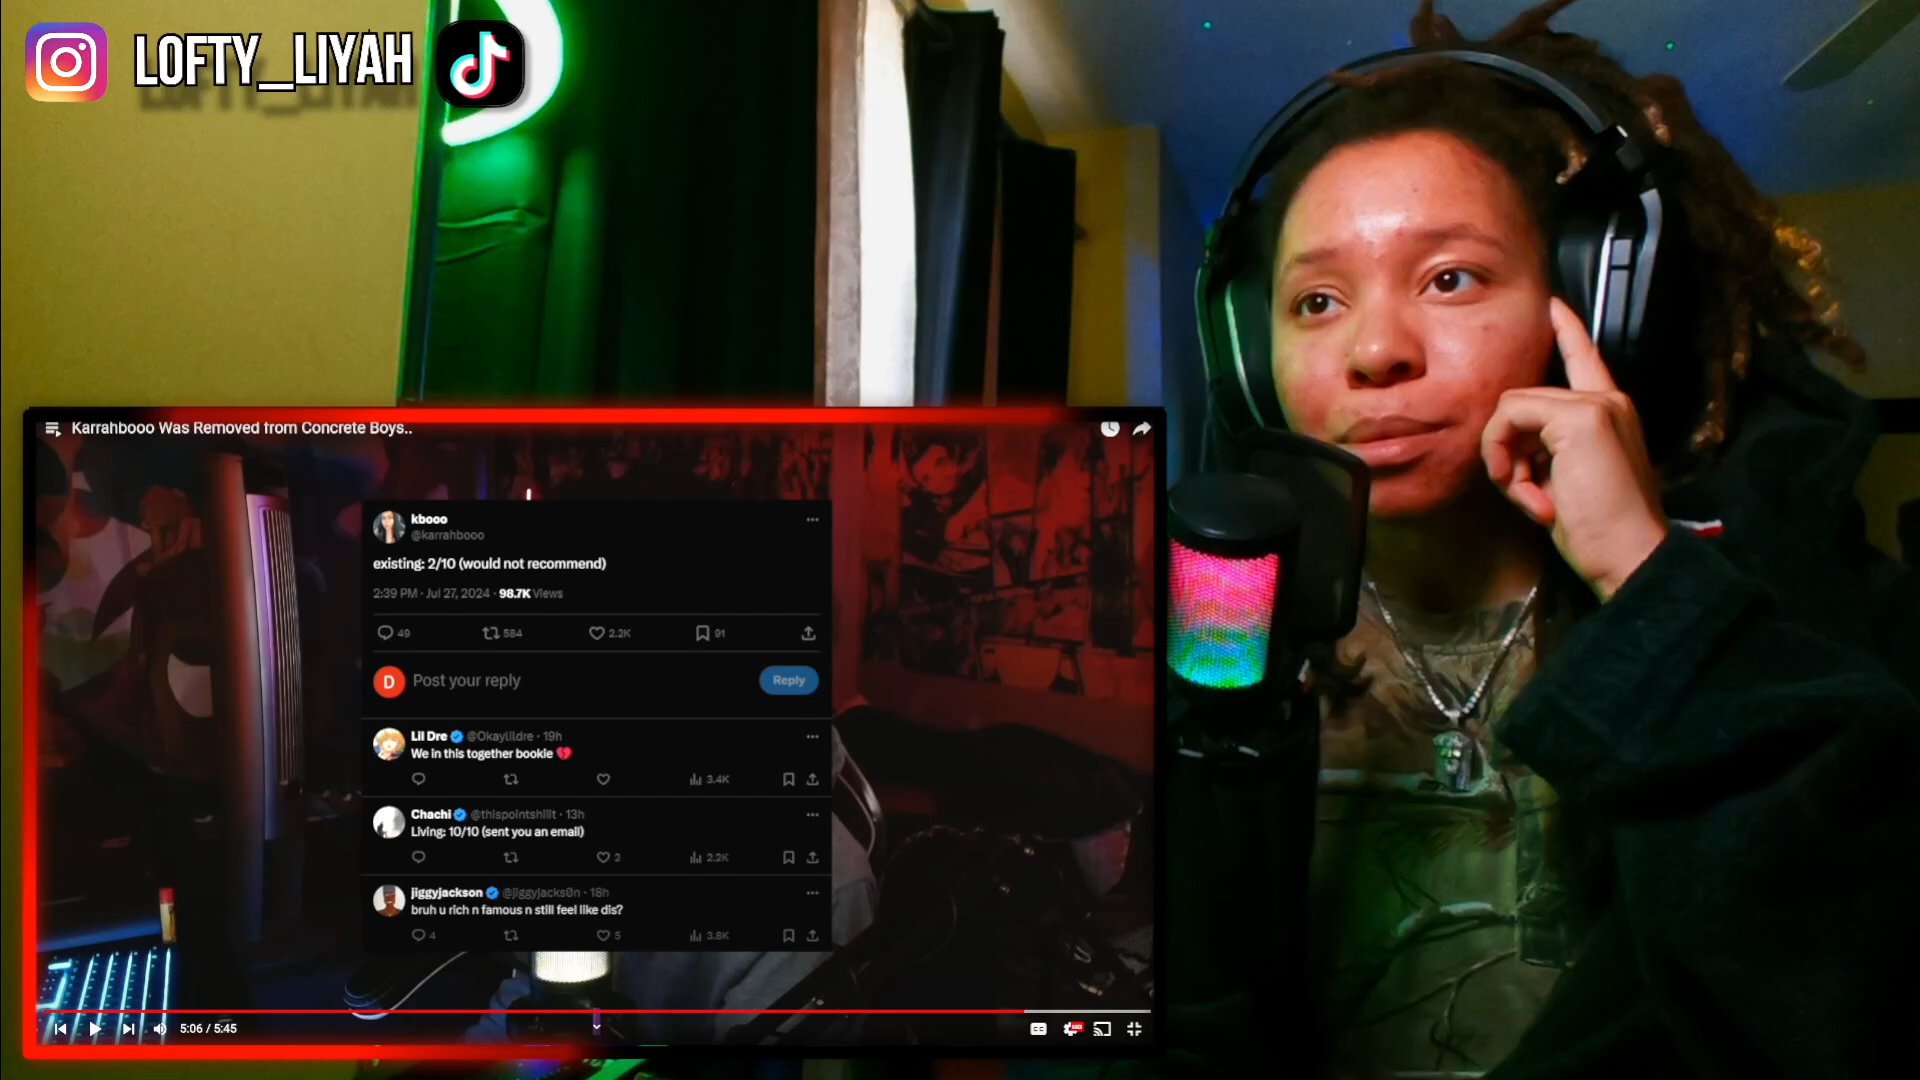 LOFTY_LIYAH
Karrahbooo Was Removed from Concrete Boys..
kbooo
@karrahbooo
existing: 2/10 (would not recommend)
2:39 PM · Jul 27, 2024 · 98.7K Views
49 584 2.2K 91
D Post your reply Reply
Lil Dre @Okaylildre · 19h
We in this together bookie 💔
3.4K
Chachi @thispointshiiit · 13h
Living: 10/10 (sent you an email)
2 2.2K
jiggyjackson @jiggyjacks0n · 18h
bruh u rich n famous n still feel like dis?
4 5 3.8K
5:06 / 5:45
CC HD